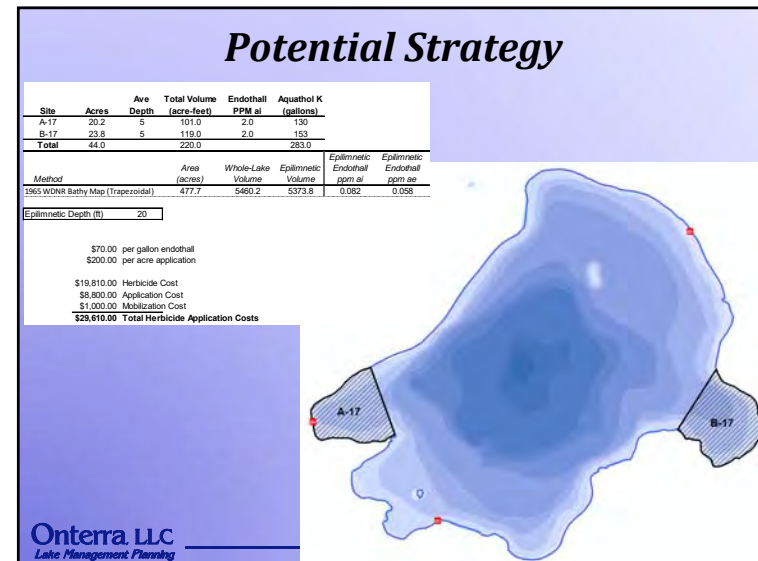 Potential Strategy
Site Acres Ave Depth Total Volume (acre-feet) Endothall PPM ai Aquathol K (gallons)
A-17 20.2 5 101.0 2.0 130
B-17 23.8 5 119.0 2.0 153
Total 44.0 220.0 283.0
Method Area (acres) Whole-Lake Volume Epilimnetic Volume Epilimnetic Endothall ppm ai Epilimnetic Endothall ppm ae
1965 WDNR Bathy Map (Trapezoidal) 477.7 5460.2 5373.8 0.082 0.058
Epilimnetic Depth (ft) 20
$70.00 per gallon endothall
$200.00 per acre application
$19,810.00 Herbicide Cost
$8,800.00 Application Cost
$1,000.00 Mobilization Cost
$29,610.00 Total Herbicide Application Costs
A-17
B-17
Onterra LLC
Lake Management Planning